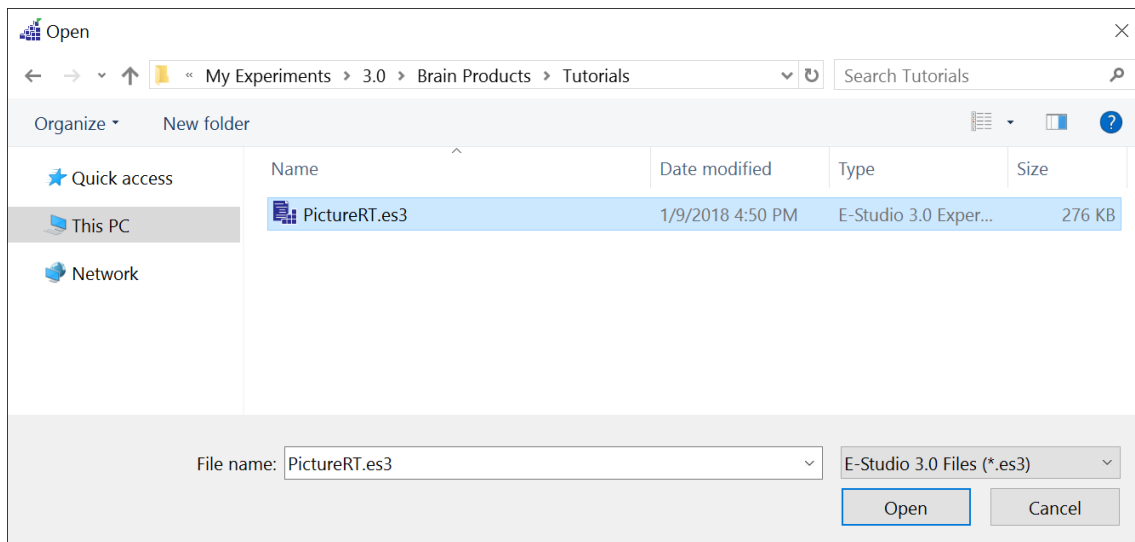 Open
« My Experiments > 3.0 > Brain Products > Tutorials Search Tutorials
Organize New folder ?
Name Date modified Type Size
Quick access
PictureRT.es3 1/9/2018 4:50 PM E-Studio 3.0 Exper... 276 KB
This PC
Network
File name: PictureRT.es3 E-Studio 3.0 Files (*.es3)
Open Cancel